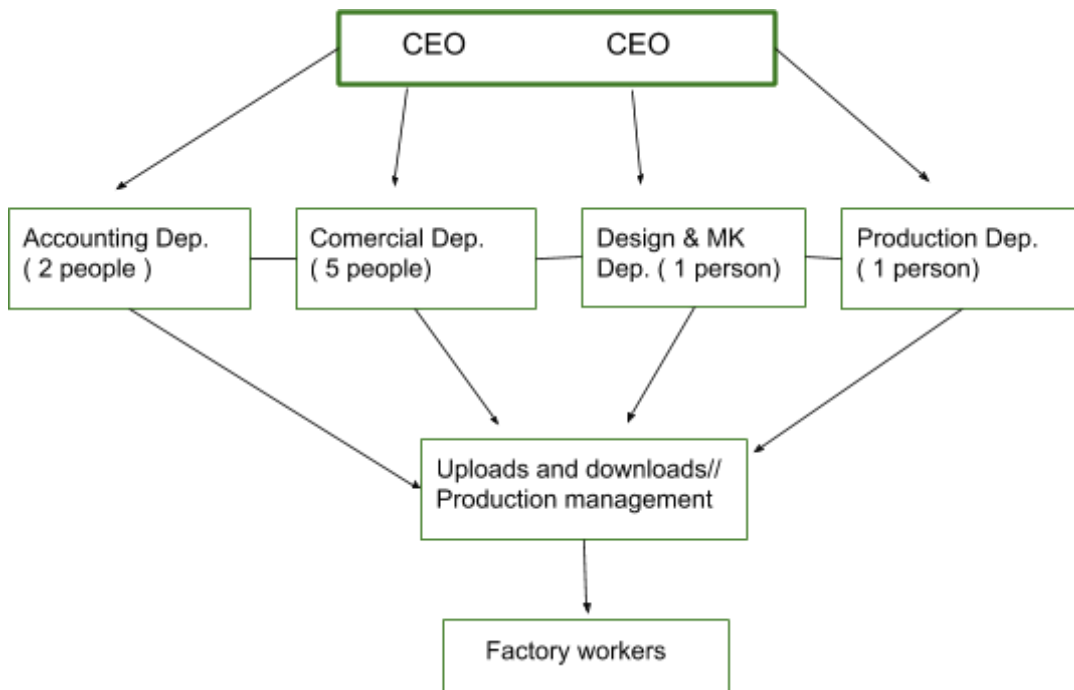 CEO CEO
Accounting Dep.
( 2 people )
Comercial Dep.
( 5 people)
Design & MK
Dep. ( 1 person)
Production Dep.
( 1 person)
Uploads and downloads//
Production management
Factory workers